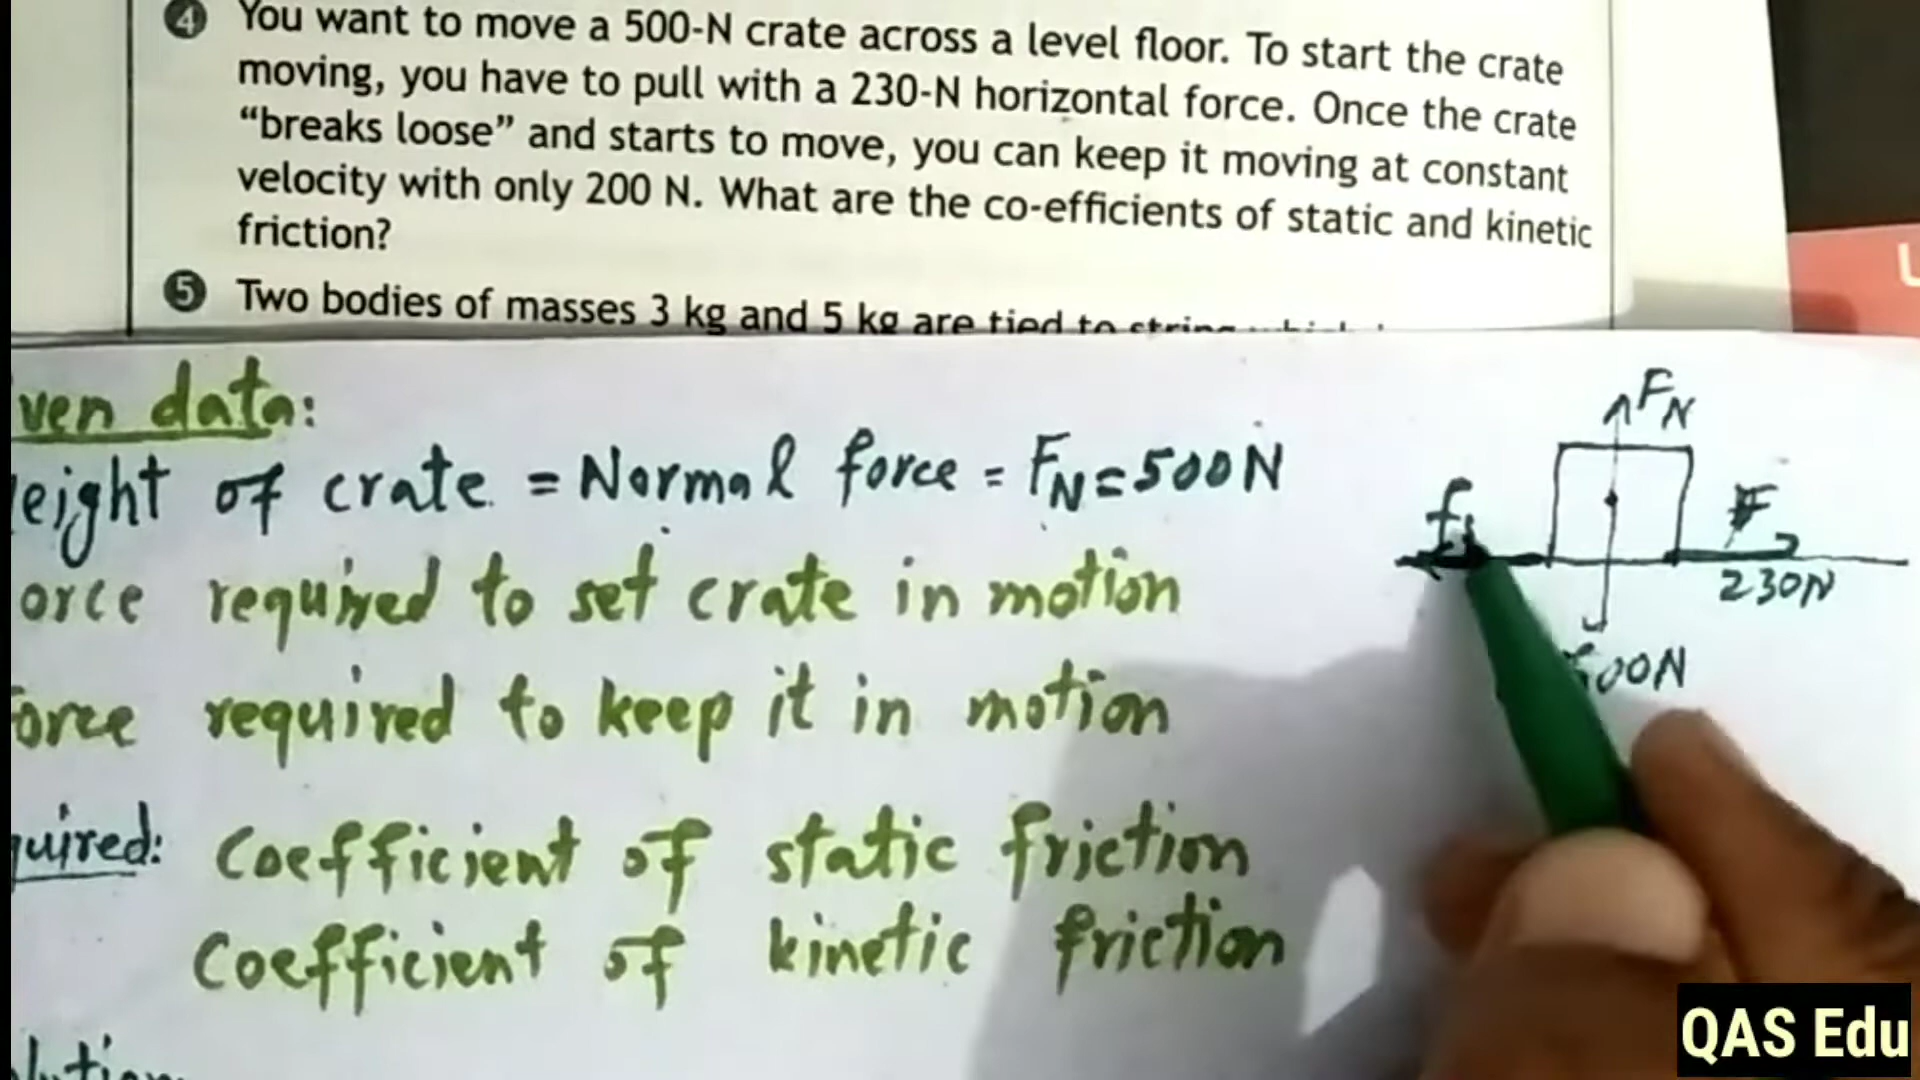 4 You want to move a 500-N crate across a level floor. To start the crate
moving, you have to pull with a 230-N horizontal force. Once the crate
“breaks loose” and starts to move, you can keep it moving at constant
velocity with only 200 N. What are the co-efficients of static and kinetic
friction?
5 Two bodies of masses 3 kg and 5 kg are tied to string
ven data:
eight of crate = Normal force = FN = 500N
orce required to set crate in motion
orce required to keep it in motion
quired: Coefficient of static friction
Coefficient of kinetic friction
lution
FN
F
230N
500N
QAS Edu